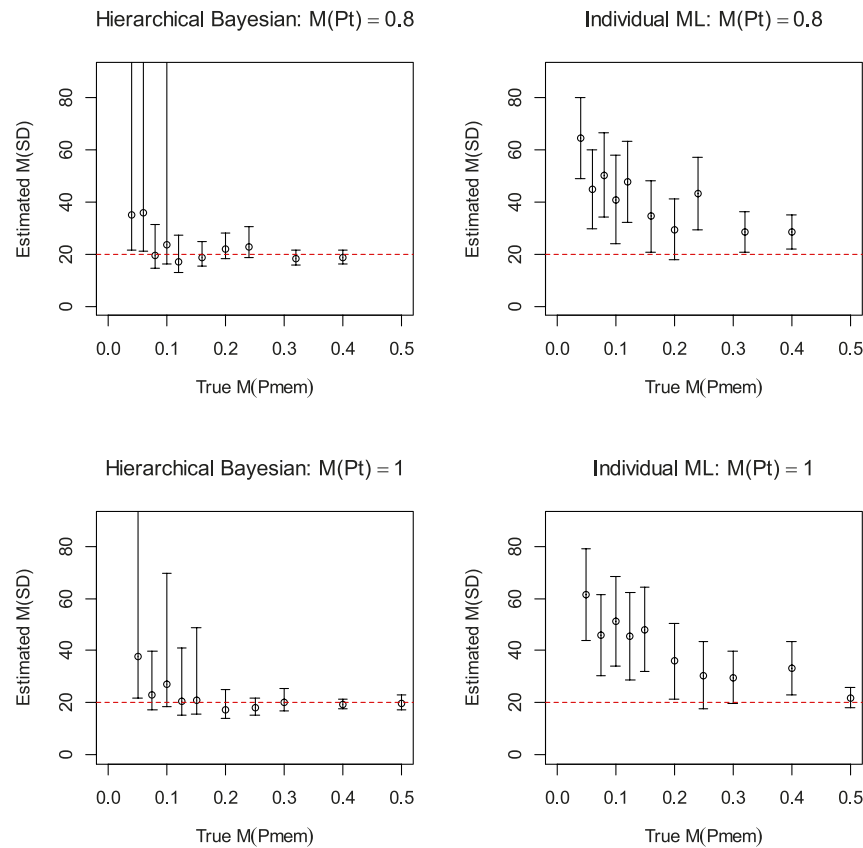 Hierarchical Bayesian: M(Pt) = 0.8
Estimated M(SD)
80
60
40
20
0
0.0 0.1 0.2 0.3 0.4 0.5
True M(Pmem)
Individual ML: M(Pt) = 0.8
Estimated M(SD)
80
60
40
20
0
0.0 0.1 0.2 0.3 0.4 0.5
True M(Pmem)
Hierarchical Bayesian: M(Pt) = 1
Estimated M(SD)
80
60
40
20
0
0.0 0.1 0.2 0.3 0.4 0.5
True M(Pmem)
Individual ML: M(Pt) = 1
Estimated M(SD)
80
60
40
20
0
0.0 0.1 0.2 0.3 0.4 0.5
True M(Pmem)